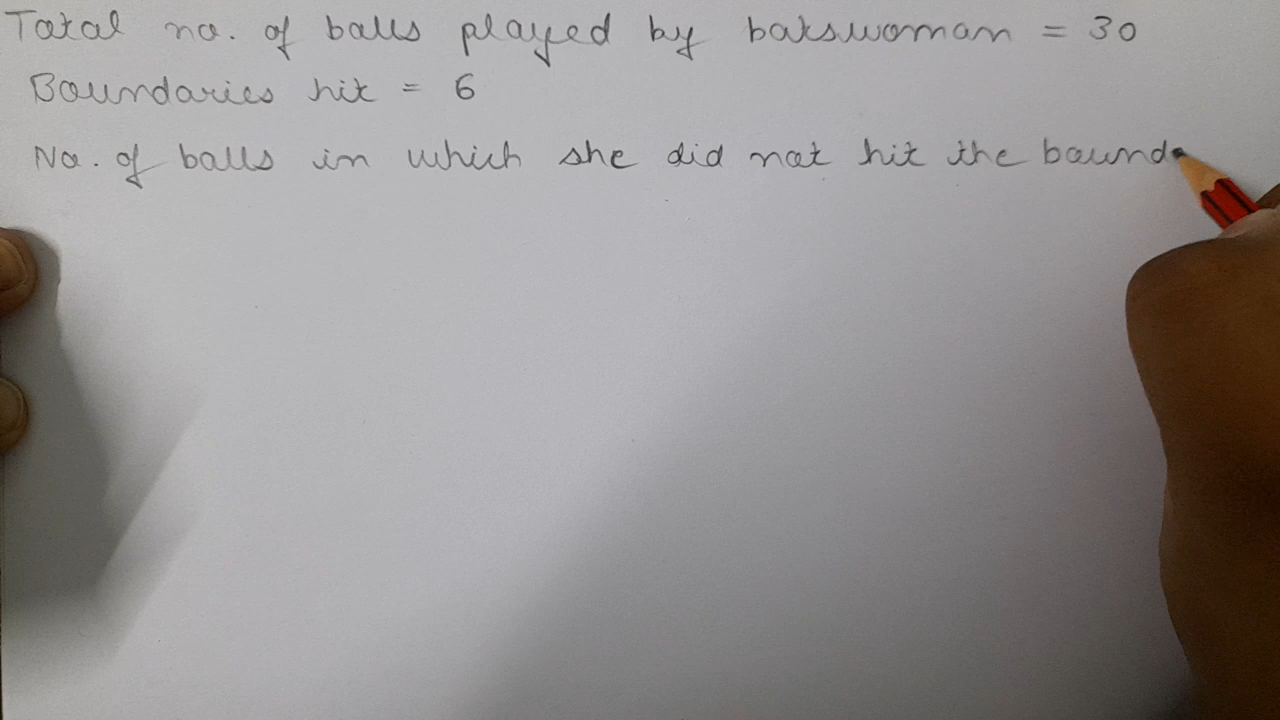 Total no. of balls played by batswoman = 30
Boundaries hit = 6
No. of balls in which she did not hit the bound